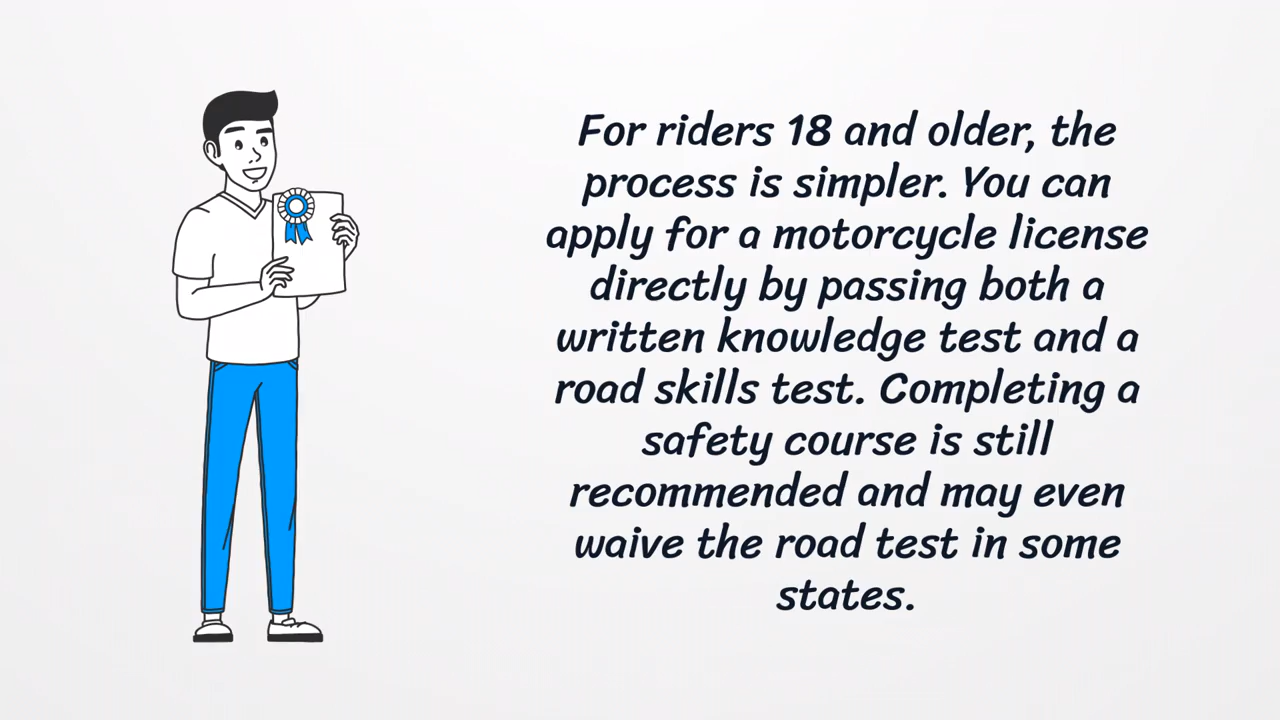 For riders 18 and older, the
process is simpler. You can
apply for a motorcycle license
directly by passing both a
written knowledge test and a
road skills test. Completing a
safety course is still
recommended and may even
waive the road test in some
states.